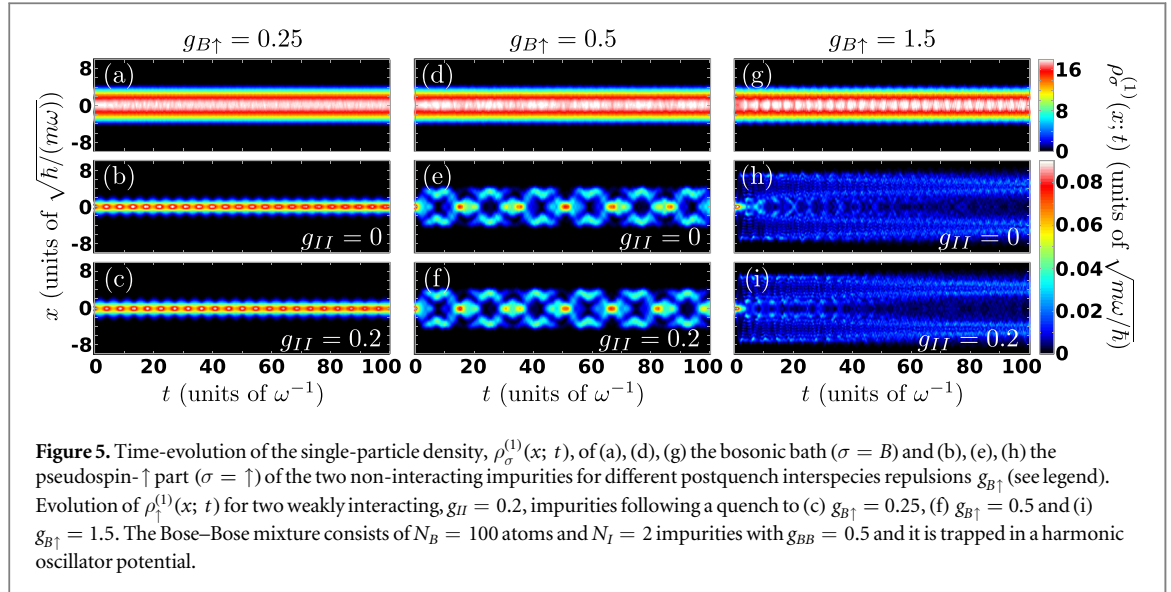 g_{B↑} = 0.25 g_{B↑} = 0.5 g_{B↑} = 1.5
8 (a) (d) (g) 16
0 8
-8 0
ρ_σ^{(1)}(x; t) (units of √mω/ħ)
8 (b) (e) (h) 0.08
0 0.06
-8 g_{II} = 0 g_{II} = 0 g_{II} = 0
x (units of √ħ/(mω))
8 (c) (f) (i) 0.04
0 0.02
-8 g_{II} = 0.2 g_{II} = 0.2 g_{II} = 0.2 0
0 20 40 60 80 100 0 20 40 60 80 100 0 20 40 60 80 100
t (units of ω⁻¹) t (units of ω⁻¹) t (units of ω⁻¹)
Figure 5. Time-evolution of the single-particle density, ρ_σ^{(1)}(x; t), of (a), (d), (g) the bosonic bath (σ = B) and (b), (e), (h) the
pseudospin-↑ part (σ = ↑) of the two non-interacting impurities for different postquench interspecies repulsions g_{B↑} (see legend).
Evolution of ρ_↑^{(1)}(x; t) for two weakly interacting, g_{II} = 0.2, impurities following a quench to (c) g_{B↑} = 0.25, (f) g_{B↑} = 0.5 and (i)
g_{B↑} = 1.5. The Bose–Bose mixture consists of N_B = 100 atoms and N_I = 2 impurities with g_{BB} = 0.5 and it is trapped in a harmonic
oscillator potential.